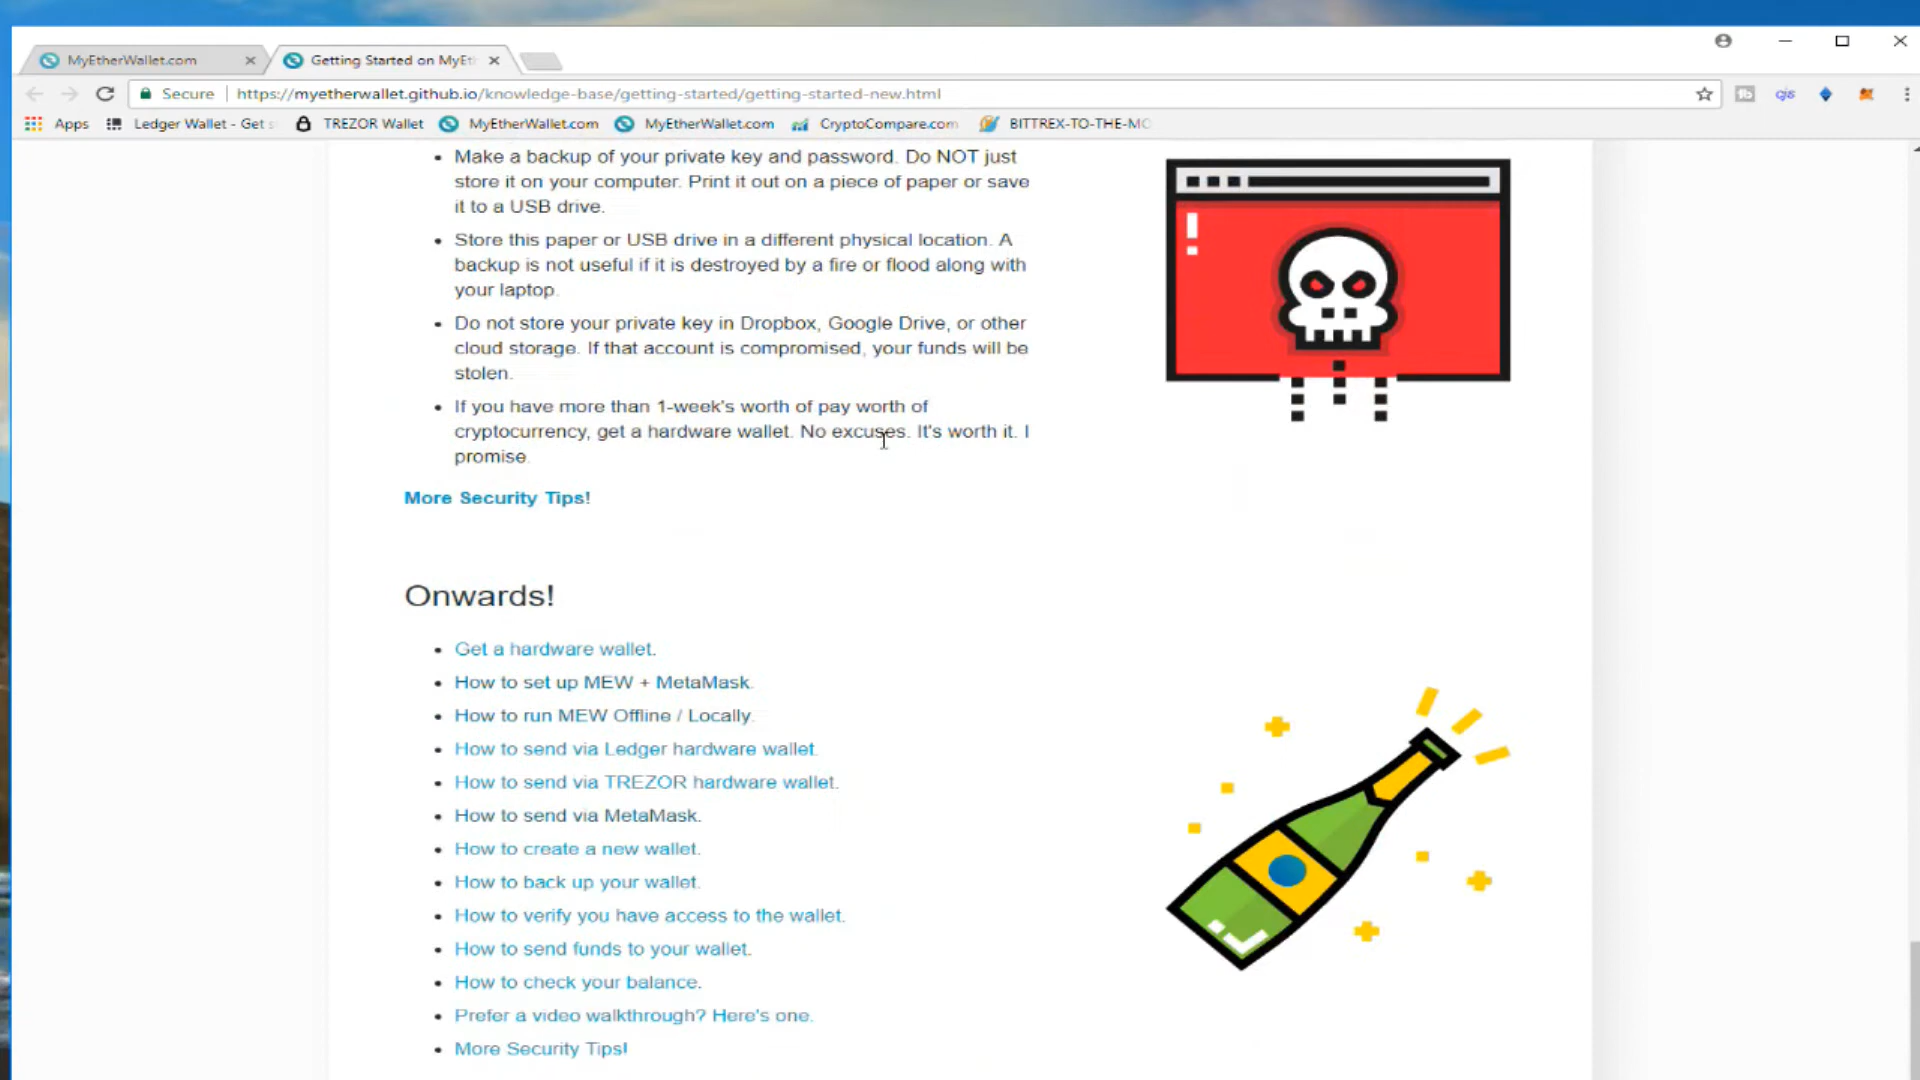 MyEtherWallet.com
Getting Started on MyEt
Secure https://myetherwallet.github.io/knowledge-base/getting-started/getting-started-new.html
Apps Ledger Wallet - Get s TREZOR Wallet MyEtherWallet.com MyEtherWallet.com CryptoCompare.com BITTREX-TO-THE-MO
Make a backup of your private key and password. Do NOT just
store it on your computer. Print it out on a piece of paper or save
it to a USB drive.
Store this paper or USB drive in a different physical location. A
backup is not useful if it is destroyed by a fire or flood along with
your laptop.
Do not store your private key in Dropbox, Google Drive, or other
cloud storage. If that account is compromised, your funds will be
stolen.
If you have more than 1-week's worth of pay worth of
cryptocurrency, get a hardware wallet. No excuses. It's worth it. I
promise.
More Security Tips!
Onwards!
Get a hardware wallet.
How to set up MEW + MetaMask.
How to run MEW Offline / Locally.
How to send via Ledger hardware wallet.
How to send via TREZOR hardware wallet.
How to send via MetaMask.
How to create a new wallet.
How to back up your wallet.
How to verify you have access to the wallet.
How to send funds to your wallet.
How to check your balance.
Prefer a video walkthrough? Here's one.
More Security Tips!